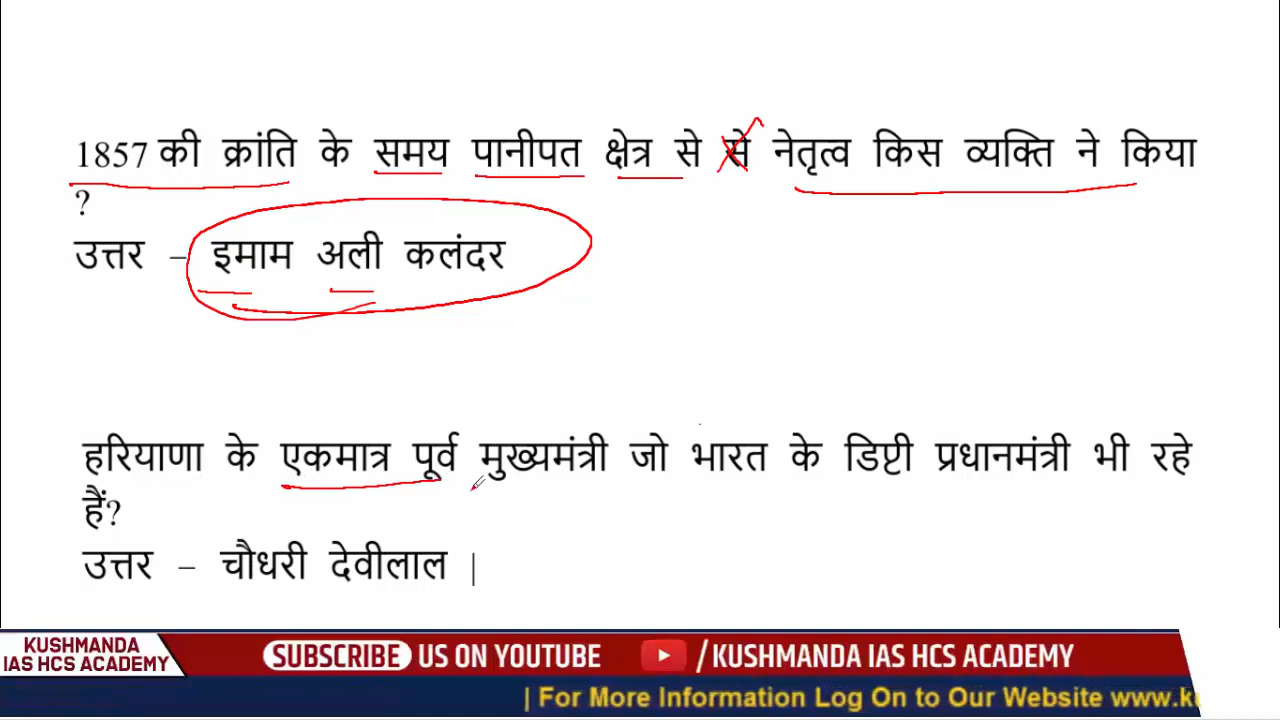 1857 की क्रांति के समय पानीपत क्षेत्र से से नेतृत्व किस व्यक्ति ने किया
?
उत्तर – इमाम अली कलंदर
हरियाणा के एकमात्र पूर्व मुख्यमंत्री जो भारत के डिप्टी प्रधानमंत्री भी रहे
हैं?
उत्तर – चौधरी देवीलाल |
KUSHMANDA
IAS HCS ACADEMY
SUBSCRIBE US ON YOUTUBE / KUSHMANDA IAS HCS ACADEMY
| For More Information Log On to Our Website www.